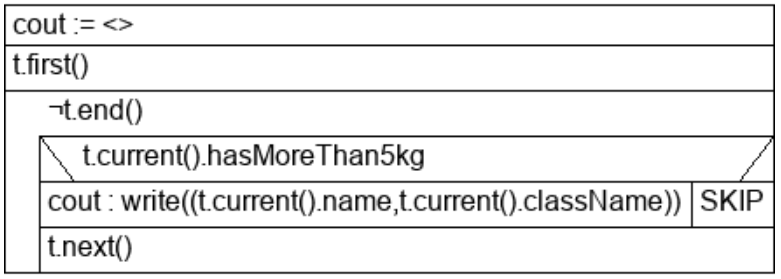 cout := <>
t.first()
¬t.end()
t.current().hasMoreThan5kg
cout : write((t.current().name,t.current().className)) SKIP
t.next()